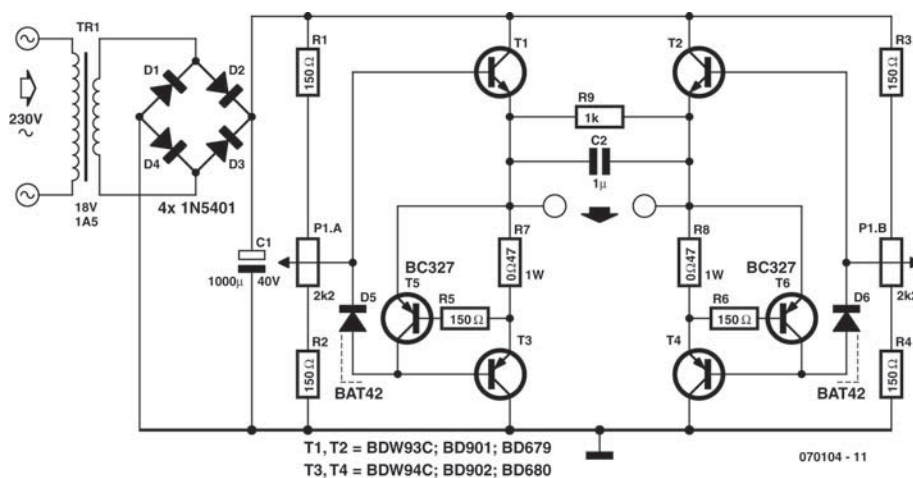 TR1
230V
~
18V
1A5
D1
D2
D4
D3
4x 1N5401
C1
1000µ
40V
R1
150Ω
P1.A
2k2
R2
150Ω
D5
BAT42
BC327
T5
R5
150Ω
T1
T2
R9
1k
C2
1µ
R7
0Ω47
1W
R8
0Ω47
1W
T3
T4
BC327
T6
R6
150Ω
D6
BAT42
R3
150Ω
P1.B
2k2
R4
150Ω
T1, T2 = BDW93C; BD901; BD679
T3, T4 = BDW94C; BD902; BD680
070104 - 11